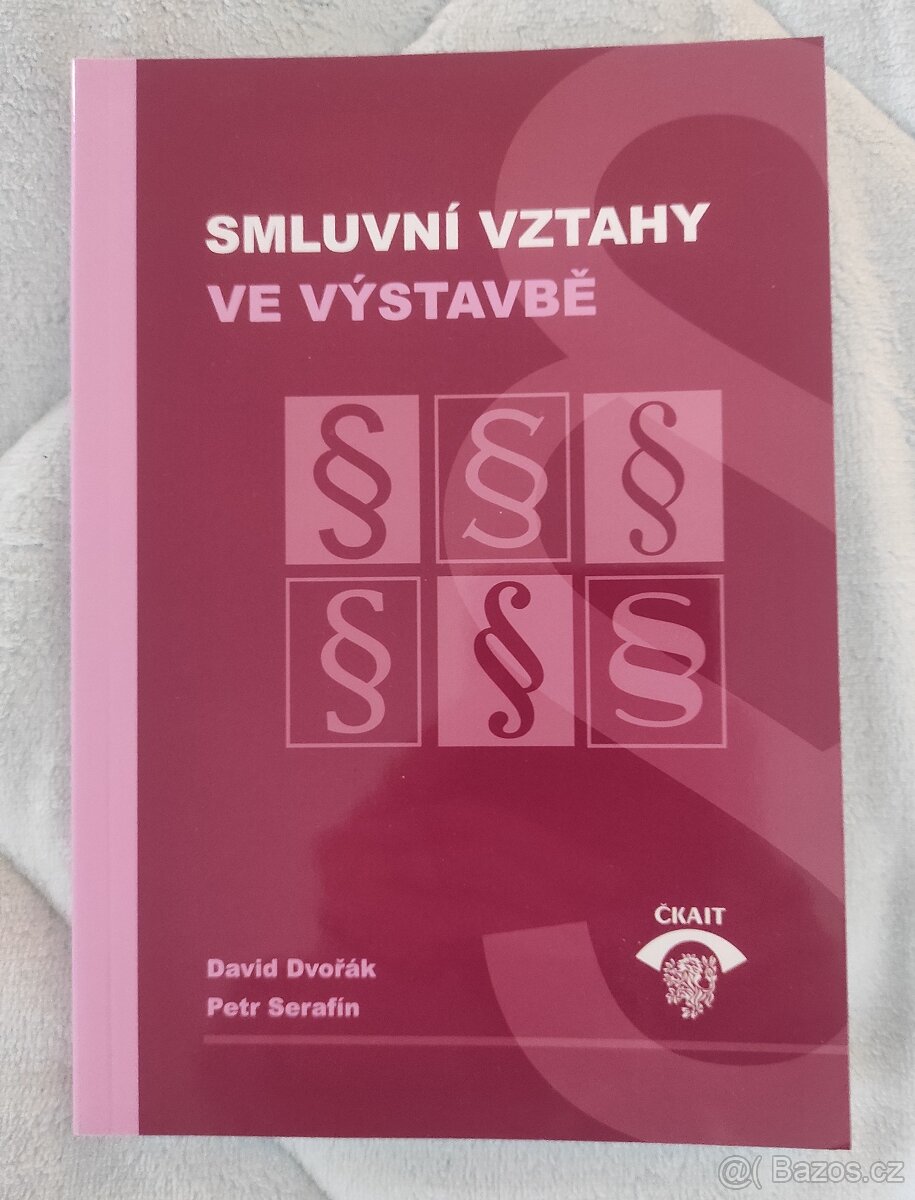 SMLUVNÍ VZTAHY
VE VÝSTAVBĚ
§ § §
§ § §
ČKAIT
David Dvořák
Petr Serafín
@( Bazos.cz